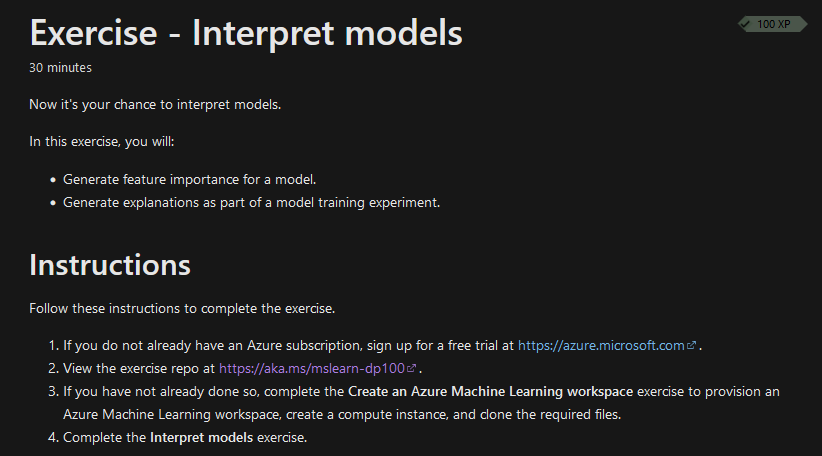 Exercise - Interpret models
100 XP
30 minutes
Now it's your chance to interpret models.
In this exercise, you will:
• Generate feature importance for a model.
• Generate explanations as part of a model training experiment.
Instructions
Follow these instructions to complete the exercise.
1. If you do not already have an Azure subscription, sign up for a free trial at https://azure.microsoft.com .
2. View the exercise repo at https://aka.ms/mslearn-dp100 .
3. If you have not already done so, complete the Create an Azure Machine Learning workspace exercise to provision an
Azure Machine Learning workspace, create a compute instance, and clone the required files.
4. Complete the Interpret models exercise.